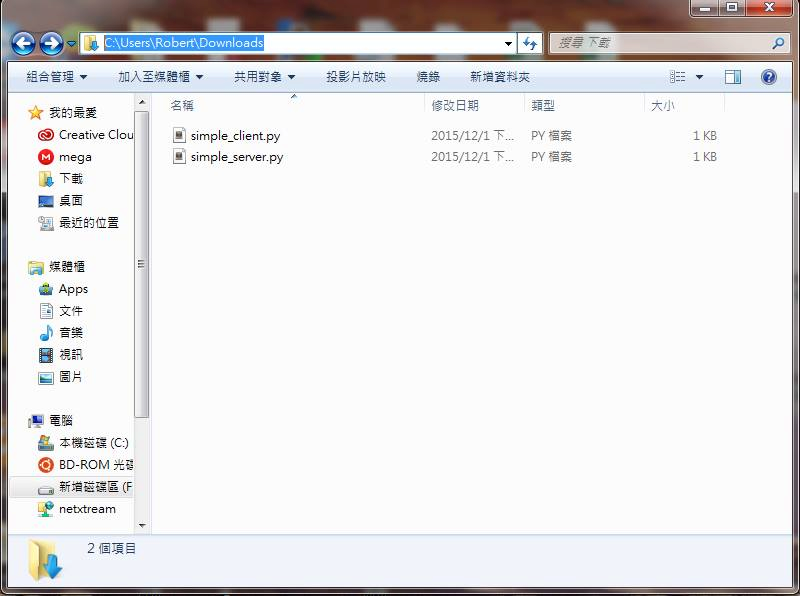 C:\Users\Robert\Downloads
搜尋 下載
組合管理 加入至媒體櫃 共用對象 投影片放映 燒錄 新增資料夾
名稱 修改日期 類型 大小
simple_client.py 2015/12/1 下... PY 檔案 1 KB
simple_server.py 2015/12/1 下... PY 檔案 1 KB
我的最愛
Creative Clou
mega
下載
桌面
最近的位置
媒體櫃
Apps
文件
音樂
視訊
圖片
電腦
本機磁碟 (C:)
BD-ROM 光碟
新增磁碟區 (F
netxtream
2 個項目